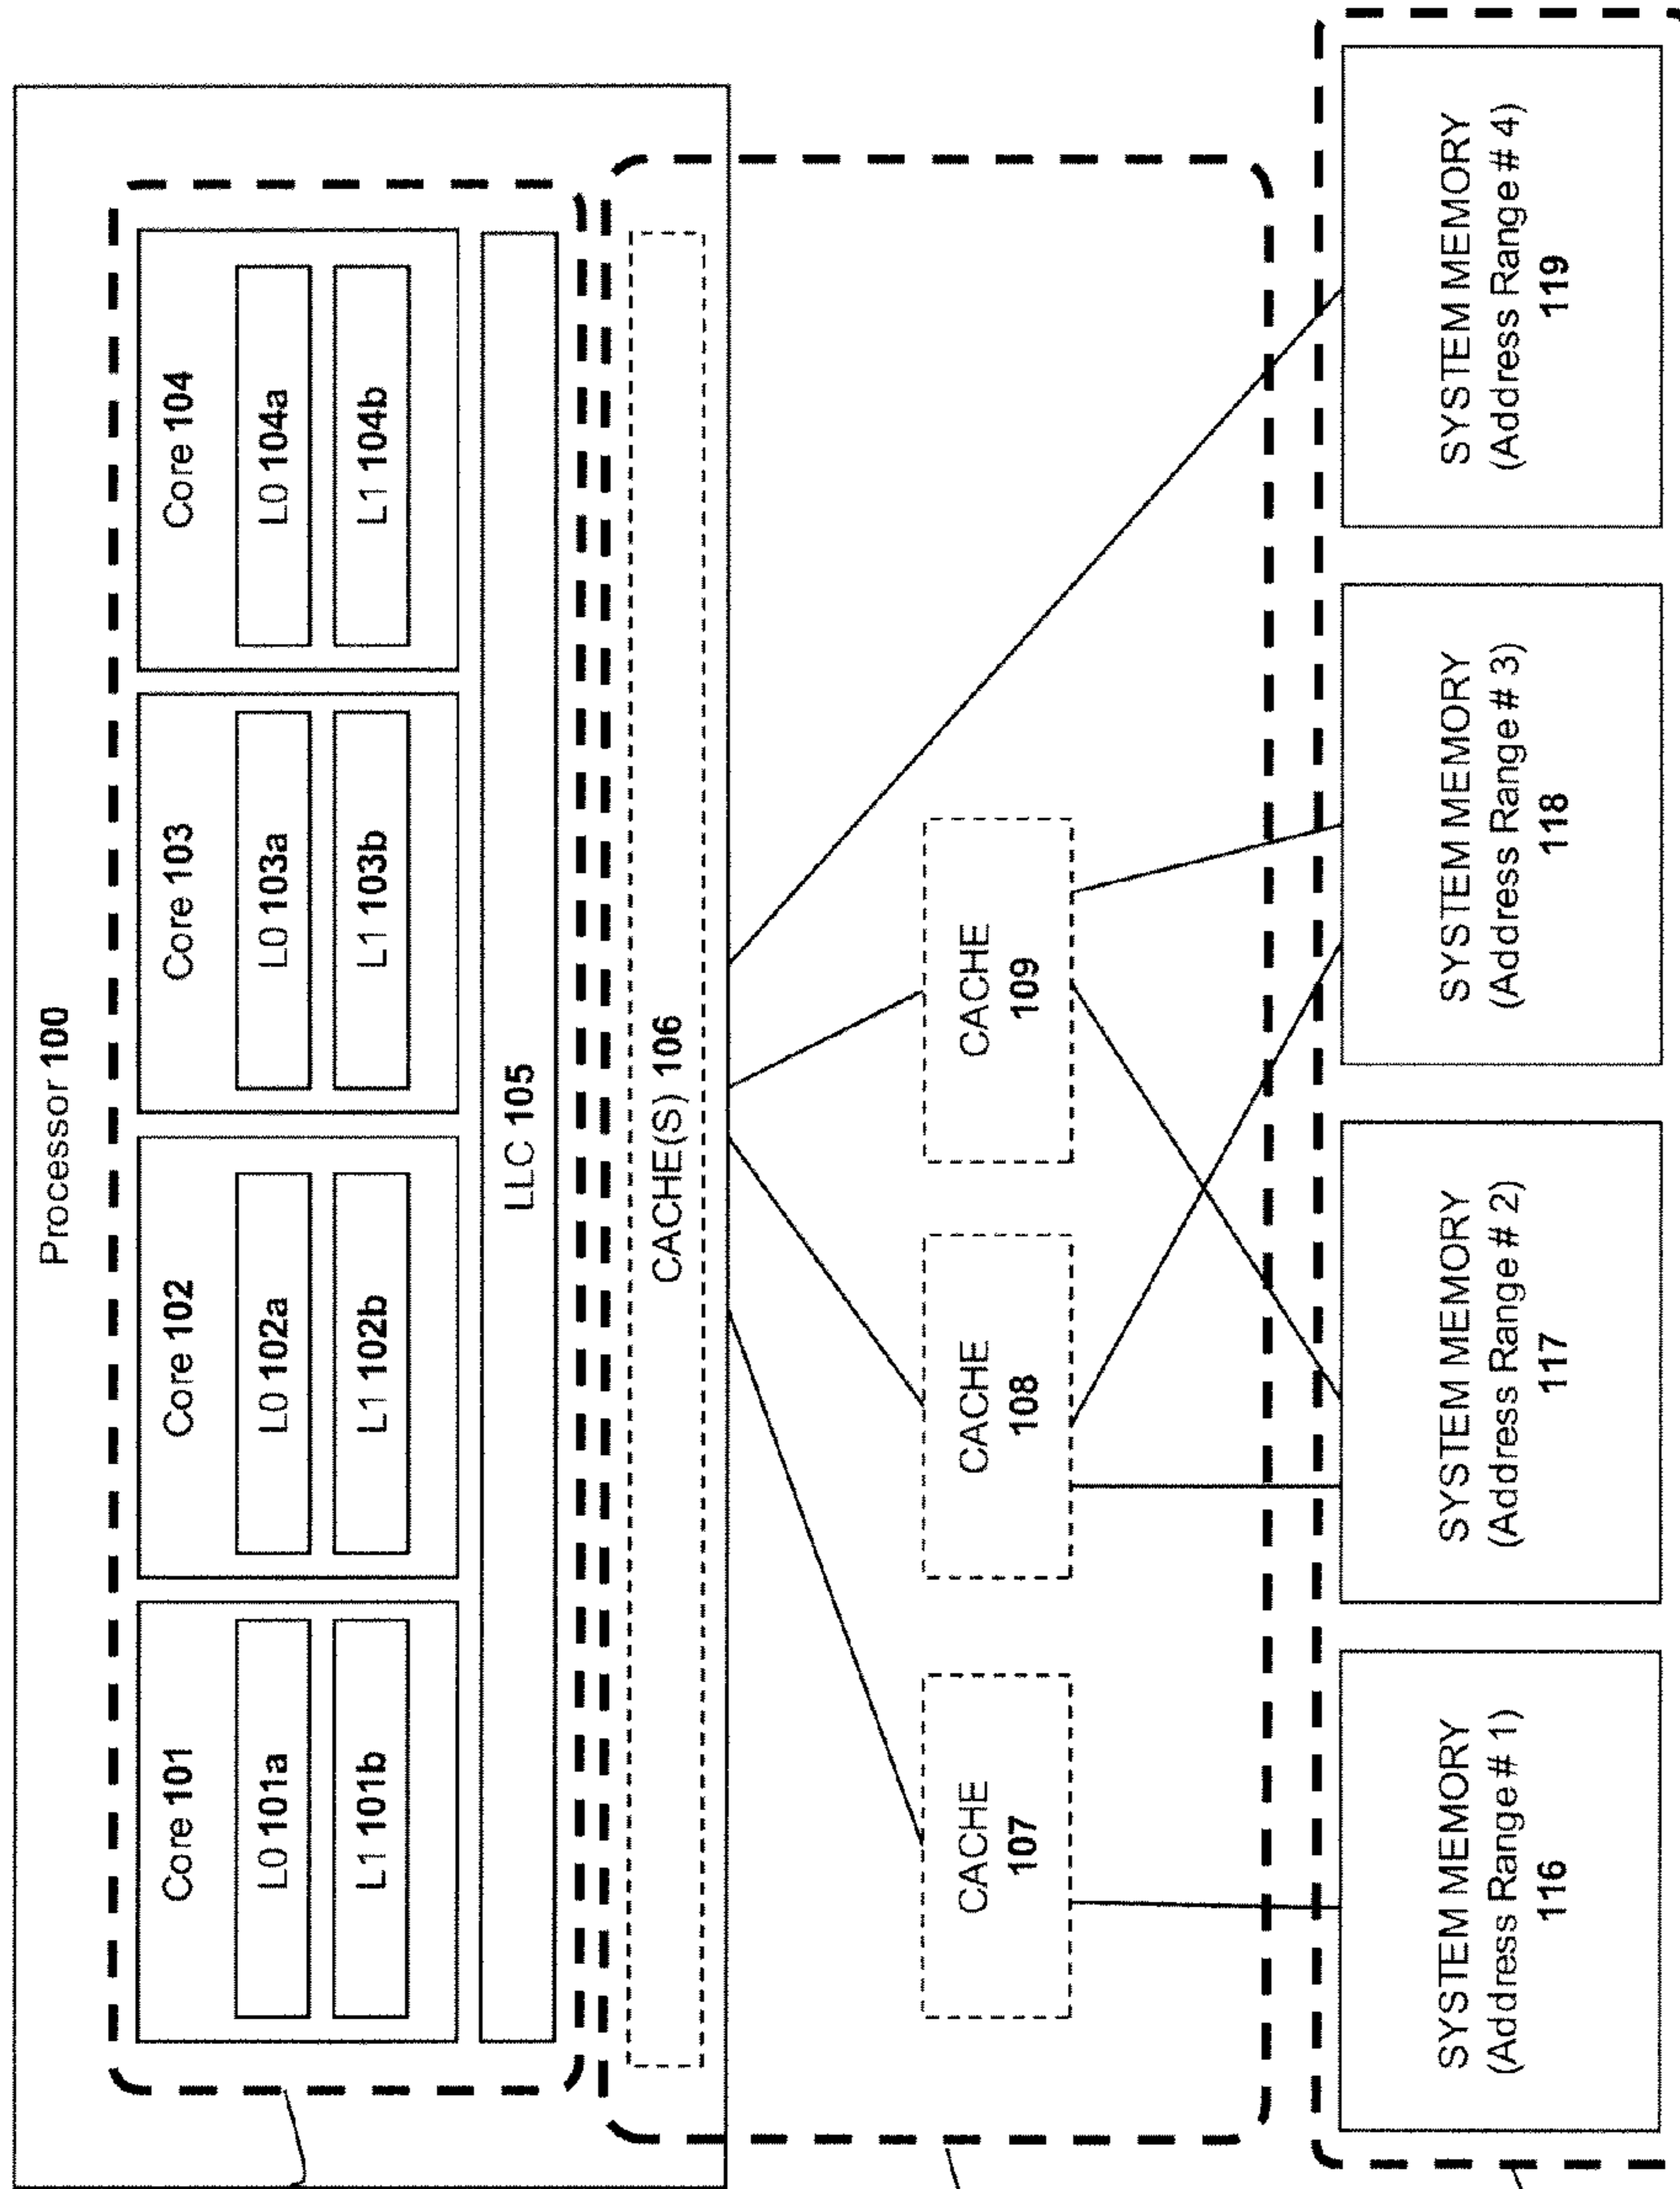 Processor 100
Core 101
L0 101a
L1 101b
Core 102
L0 102a
L1 102b
Core 103
L0 103a
L1 103b
Core 104
L0 104a
L1 104b
LLC 105
CACHE(S) 106
CACHE
107
CACHE
108
CACHE
109
SYSTEM MEMORY
(Address Range # 1)
116
SYSTEM MEMORY
(Address Range # 2)
117
SYSTEM MEMORY
(Address Range # 3)
118
SYSTEM MEMORY
(Address Range # 4)
119